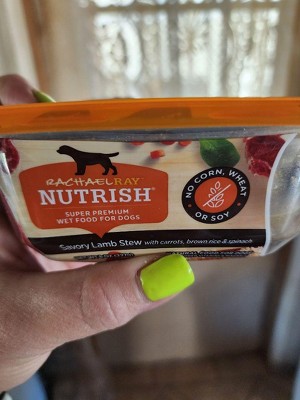 RACHAEL RAY
NUTRISH®
SUPER PREMIUM
WET FOOD FOR DOGS
NO CORN, WHEAT
OR SOY
Savory Lamb Stew with carrots, brown rice & spinach